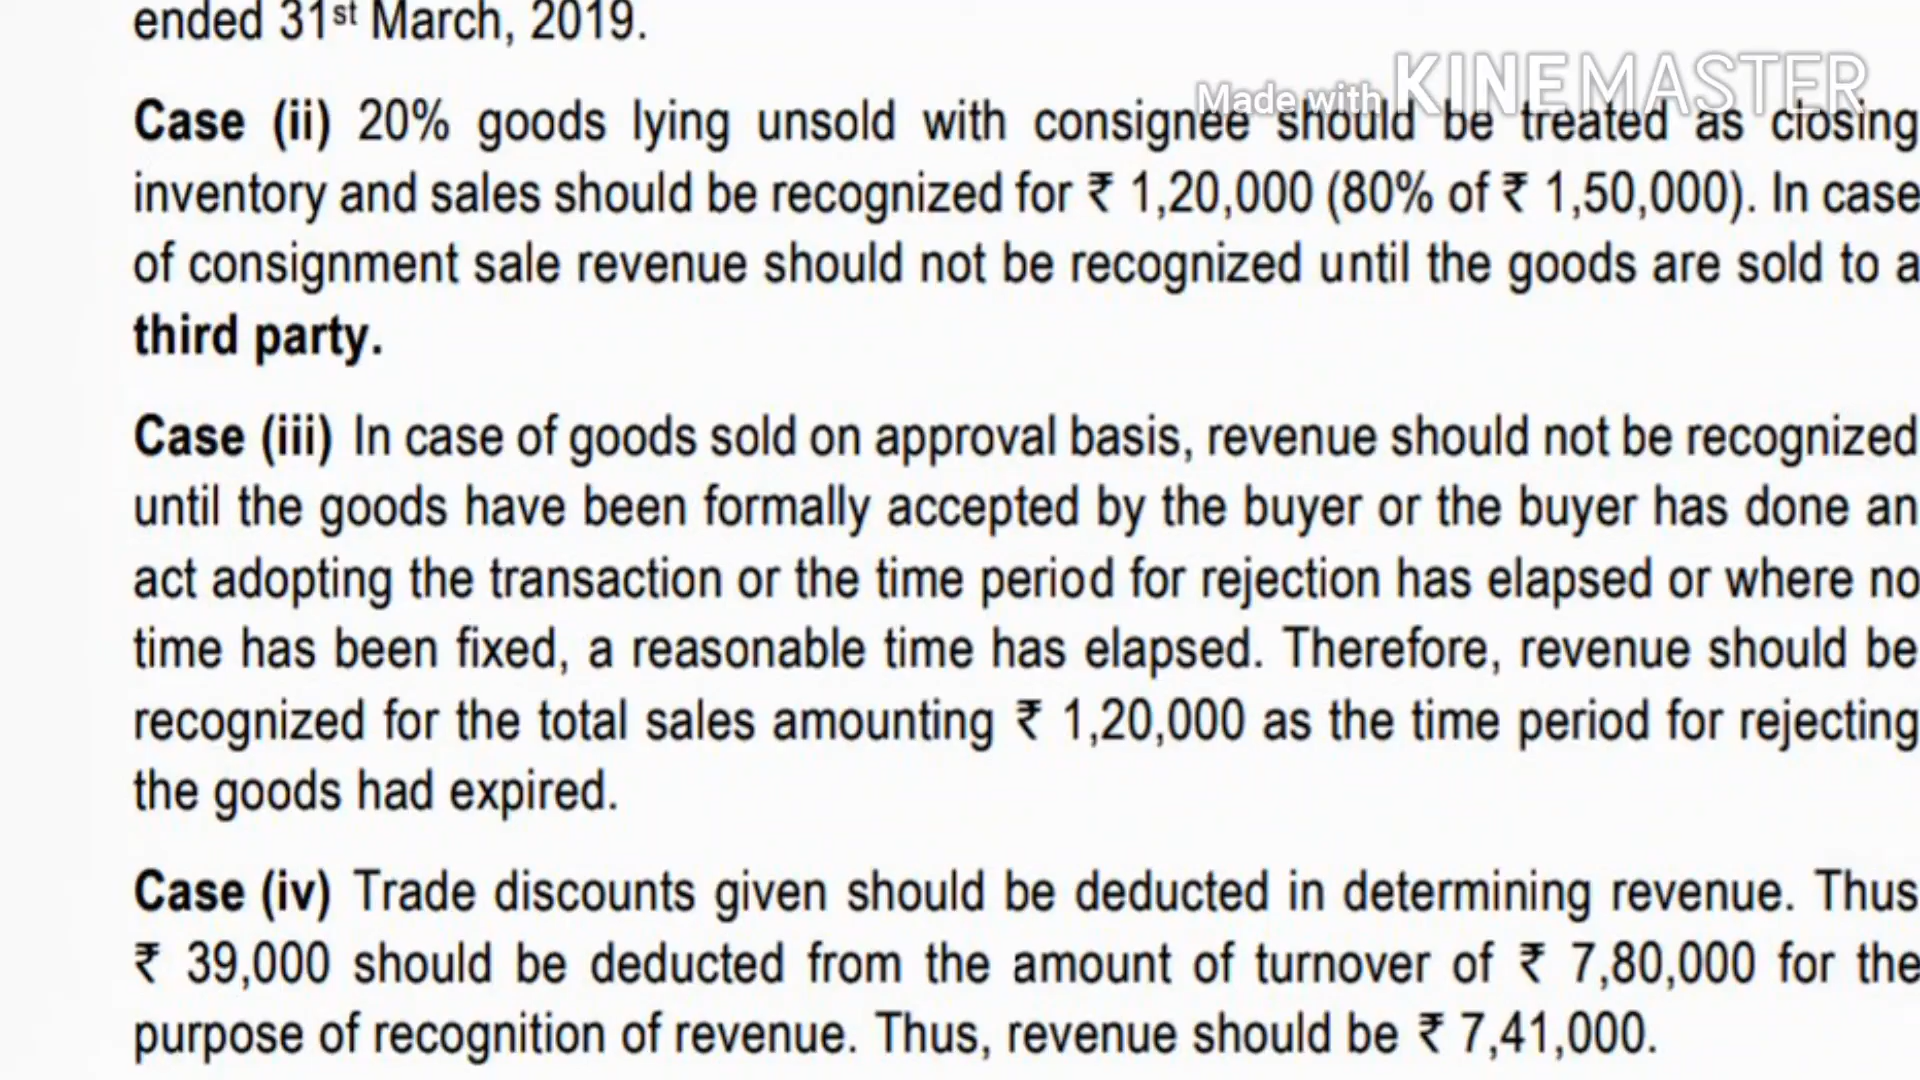 ended 31st March, 2019.
Made with KINEMASTER
Case (ii) 20% goods lying unsold with consignee should be treated as closing
inventory and sales should be recognized for ₹ 1,20,000 (80% of ₹ 1,50,000). In case
of consignment sale revenue should not be recognized until the goods are sold to a
third party.
Case (iii) In case of goods sold on approval basis, revenue should not be recognized
until the goods have been formally accepted by the buyer or the buyer has done an
act adopting the transaction or the time period for rejection has elapsed or where no
time has been fixed, a reasonable time has elapsed. Therefore, revenue should be
recognized for the total sales amounting ₹ 1,20,000 as the time period for rejecting
the goods had expired.
Case (iv) Trade discounts given should be deducted in determining revenue. Thus
₹ 39,000 should be deducted from the amount of turnover of ₹ 7,80,000 for the
purpose of recognition of revenue. Thus, revenue should be ₹ 7,41,000.